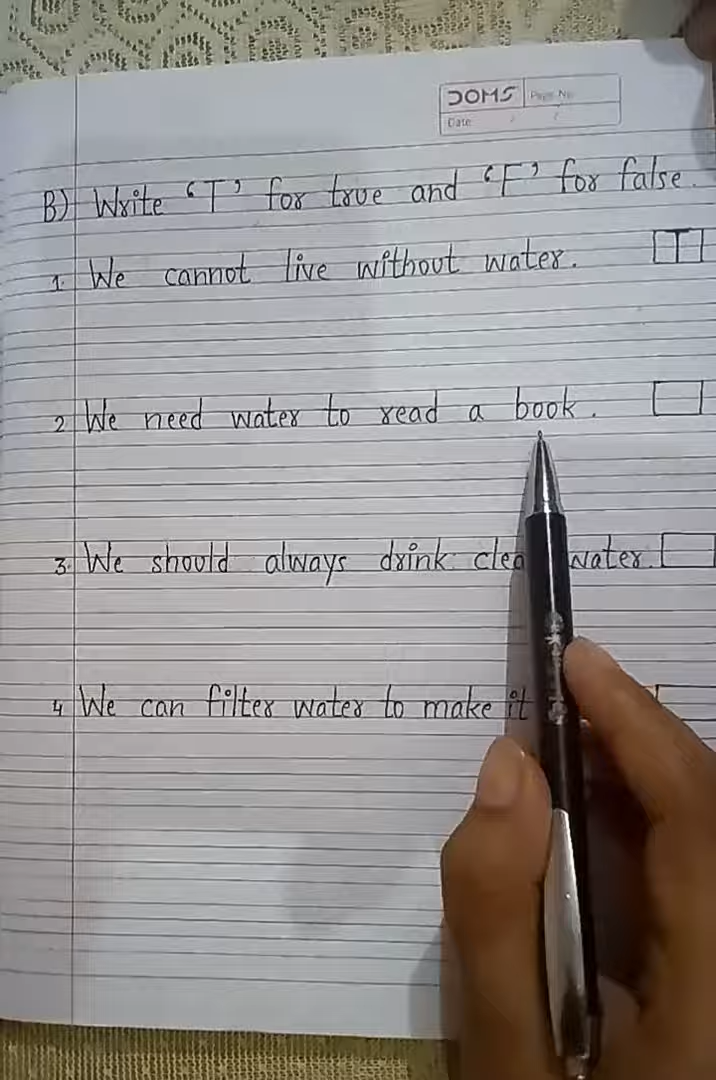 DOMS
Page No.
Date
B) Write 'T' for true and 'F' for false.
1. We cannot live without water. T
2 We need water to read a book.
3. We should always drink clea water.
4 We can filter water to make it